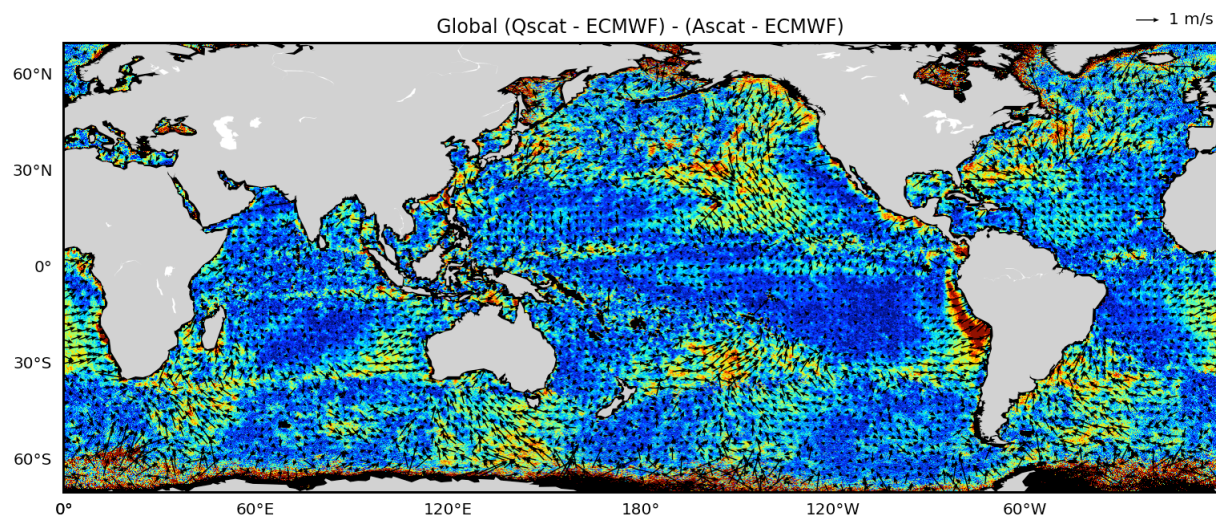 1 m/s
Global (Qscat - ECMWF) - (Ascat - ECMWF)
60°N
30°N
0°
30°S
60°S
0° 60°E 120°E 180° 120°W 60°W